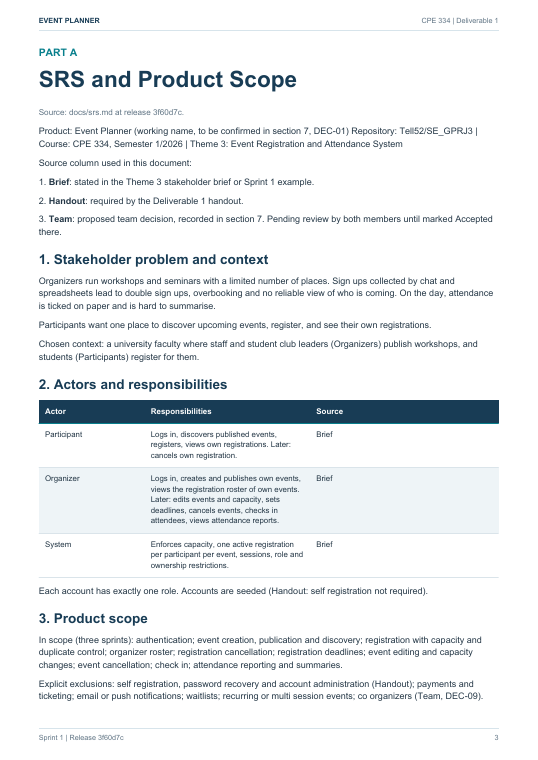 EVENT PLANNER
CPE 334 | Deliverable 1
PART A
SRS and Product Scope
Source: docs/srs.md at release 3f60d7c.
Product: Event Planner (working name, to be confirmed in section 7, DEC-01) Repository: Tell52/SE_GPRJ3 |
Course: CPE 334, Semester 1/2026 | Theme 3: Event Registration and Attendance System
Source column used in this document:
1. Brief: stated in the Theme 3 stakeholder brief or Sprint 1 example.
2. Handout: required by the Deliverable 1 handout.
3. Team: proposed team decision, recorded in section 7. Pending review by both members until marked Accepted
there.
1. Stakeholder problem and context
Organizers run workshops and seminars with a limited number of places. Sign ups collected by chat and
spreadsheets lead to double sign ups, overbooking and no reliable view of who is coming. On the day, attendance
is ticked on paper and is hard to summarise.
Participants want one place to discover upcoming events, register, and see their own registrations.
Chosen context: a university faculty where staff and student club leaders (Organizers) publish workshops, and
students (Participants) register for them.
2. Actors and responsibilities
Actor
Responsibilities
Source
Participant
Logs in, discovers published events,
registers, views own registrations. Later:
cancels own registration.
Brief
Organizer
Logs in, creates and publishes own events,
views the registration roster of own events.
Later: edits events and capacity, sets
deadlines, cancels events, checks in
attendees, views attendance reports.
Brief
System
Enforces capacity, one active registration
per participant per event, sessions, role and
ownership restrictions.
Brief
Each account has exactly one role. Accounts are seeded (Handout: self registration not required).
3. Product scope
In scope (three sprints): authentication; event creation, publication and discovery; registration with capacity and
duplicate control; organizer roster; registration cancellation; registration deadlines; event editing and capacity
changes; event cancellation; check in; attendance reporting and summaries.
Explicit exclusions: self registration, password recovery and account administration (Handout); payments and
ticketing; email or push notifications; waitlists; recurring or multi session events; co organizers (Team, DEC-09).
Sprint 1 | Release 3f60d7c
3